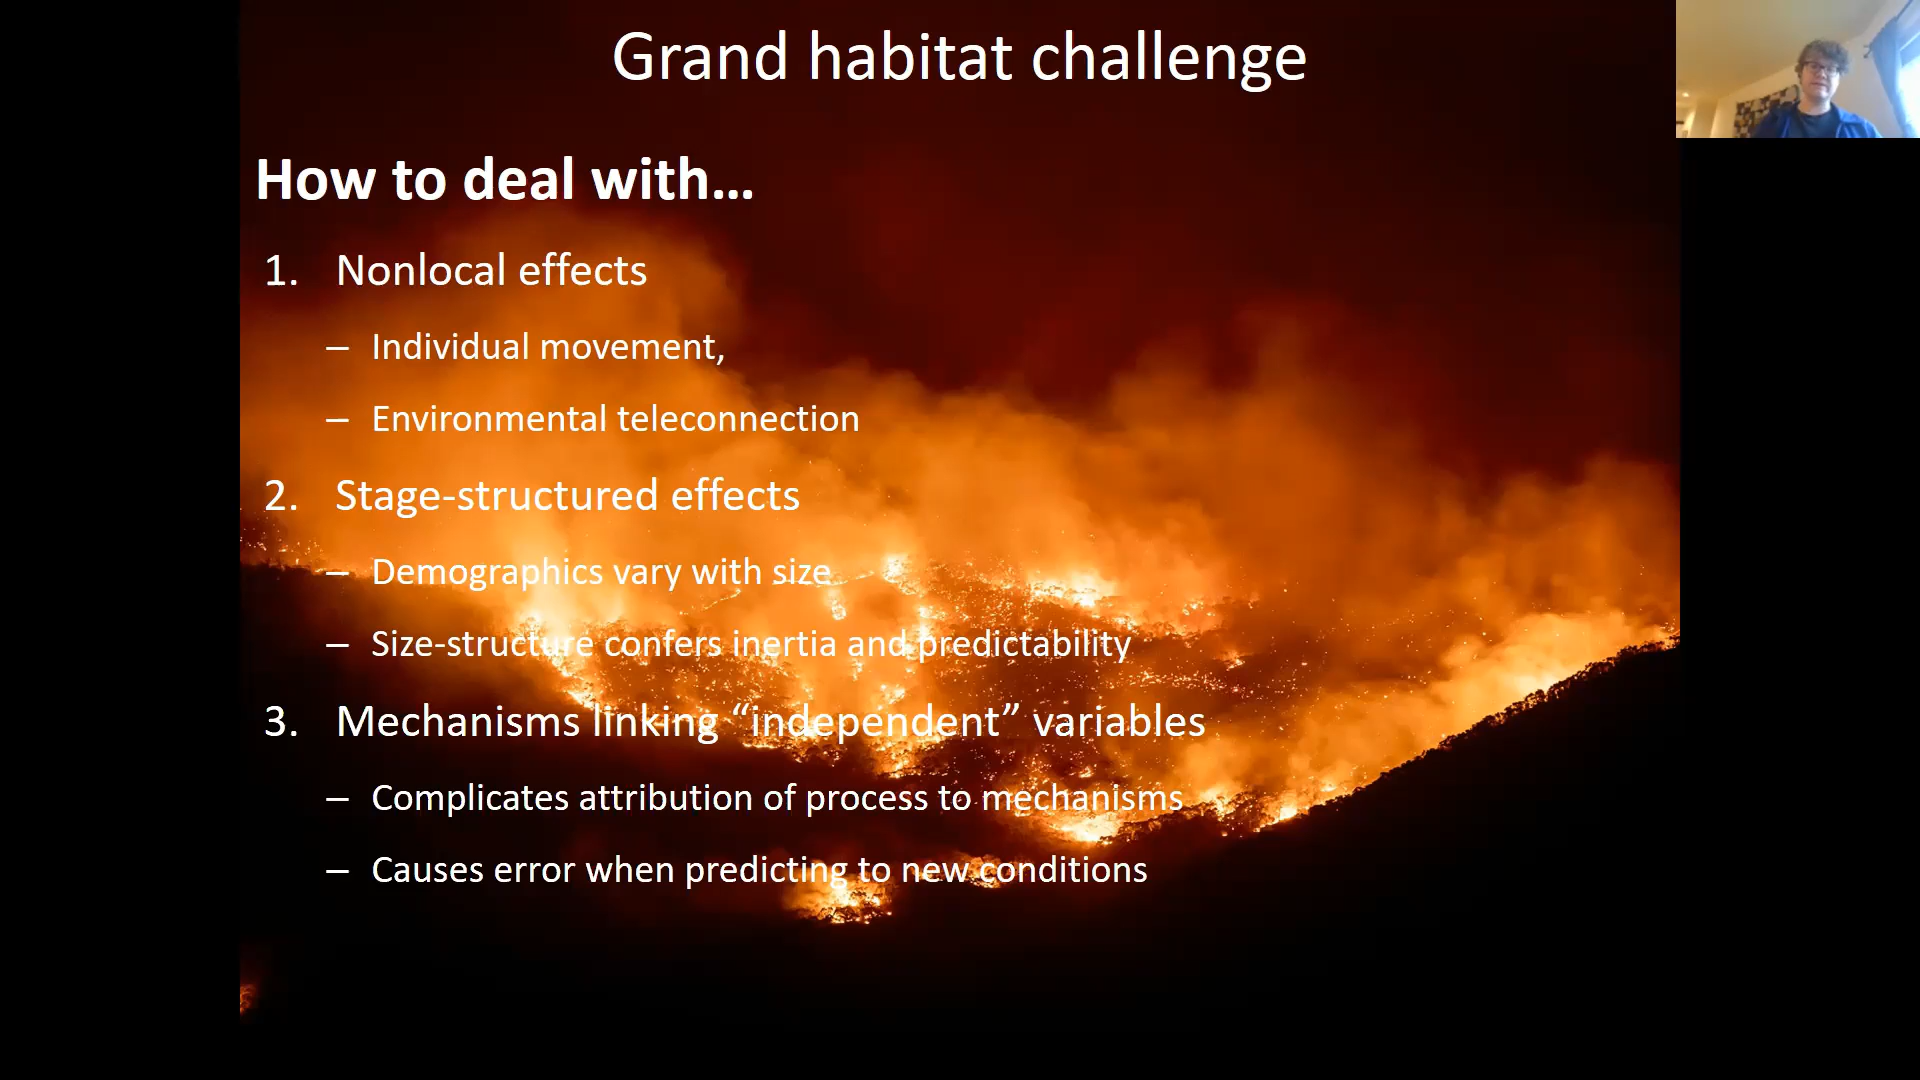 Grand habitat challenge
How to deal with…
1. Nonlocal effects
– Individual movement,
– Environmental teleconnection
2. Stage-structured effects
– Demographics vary with size
– Size-structure confers inertia and predictability
3. Mechanisms linking “independent” variables
– Complicates attribution of process to mechanisms
– Causes error when predicting to new conditions